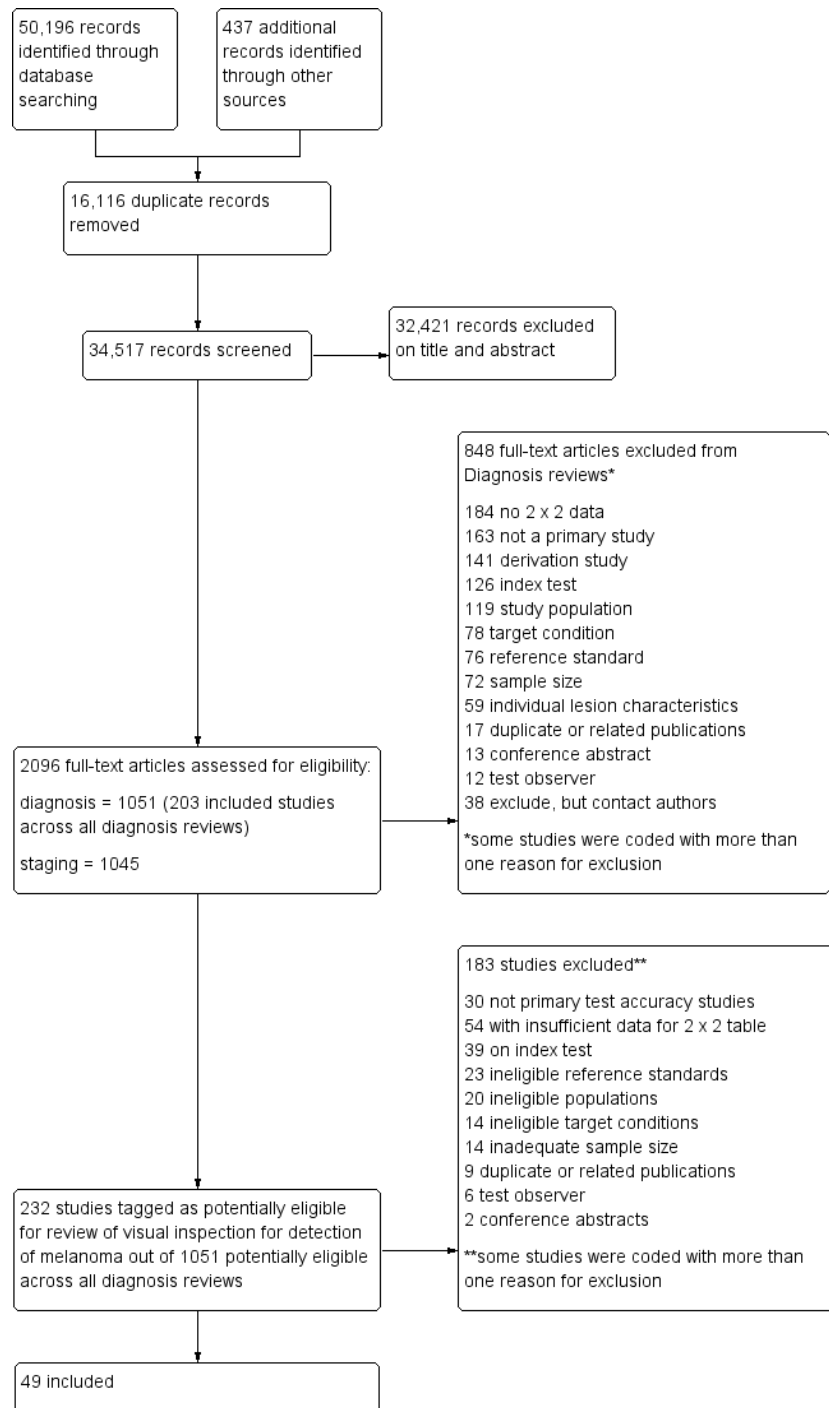 50,196 records
identified through
database
searching
437 additional
records identified
through other
sources
16,116 duplicate records
removed
34,517 records screened
32,421 records excluded
on title and abstract
848 full-text articles excluded from
Diagnosis reviews*
184 no 2 x 2 data
163 not a primary study
141 derivation study
126 index test
119 study population
78 target condition
76 reference standard
72 sample size
59 individual lesion characteristics
17 duplicate or related publications
13 conference abstract
12 test observer
38 exclude, but contact authors
*some studies were coded with more than
one reason for exclusion
2096 full-text articles assessed for eligibility:
diagnosis = 1051 (203 included studies
across all diagnosis reviews)
staging = 1045
183 studies excluded**
30 not primary test accuracy studies
54 with insufficient data for 2 x 2 table
39 on index test
23 ineligible reference standards
20 ineligible populations
14 ineligible target conditions
14 inadequate sample size
9 duplicate or related publications
6 test observer
2 conference abstracts
**some studies were coded with more than
one reason for exclusion
232 studies tagged as potentially eligible
for review of visual inspection for detection
of melanoma out of 1051 potentially eligible
across all diagnosis reviews
49 included